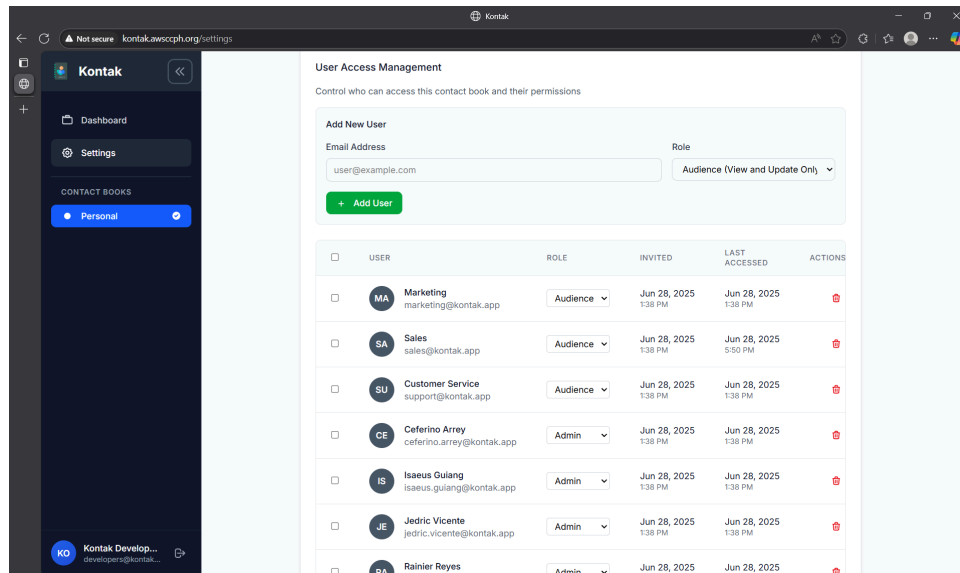 Kontak
Not secure kontak.awsccph.org/settings
Kontak
Dashboard
Settings
CONTACT BOOKS
Personal
KO
Kontak Develop...
developers@kontak...
User Access Management
Control who can access this contact book and their permissions
Add New User
Email Address
Role
user@example.com
Audience (View and Update Only
+ Add User
USER ROLE INVITED LAST ACCESSED ACTIONS
MA Marketing Audience Jun 28, 2025 Jun 28, 2025
marketing@kontak.app 1:38 PM 1:38 PM
SA Sales Audience Jun 28, 2025 Jun 28, 2025
sales@kontak.app 1:38 PM 5:50 PM
SU Customer Service Audience Jun 28, 2025 Jun 28, 2025
support@kontak.app 1:38 PM 1:38 PM
CE Ceferino Arrey Admin Jun 28, 2025 Jun 28, 2025
ceferino.arrey@kontak.app 1:38 PM 1:38 PM
IS Isaeus Guiang Admin Jun 28, 2025 Jun 28, 2025
isaeus.guiang@kontak.app 1:38 PM 1:38 PM
JE Jedric Vicente Admin Jun 28, 2025 Jun 28, 2025
jedric.vicente@kontak.app 1:38 PM 1:38 PM
RA Rainier Reyes Admin Jun 28, 2025 Jun 28, 2025